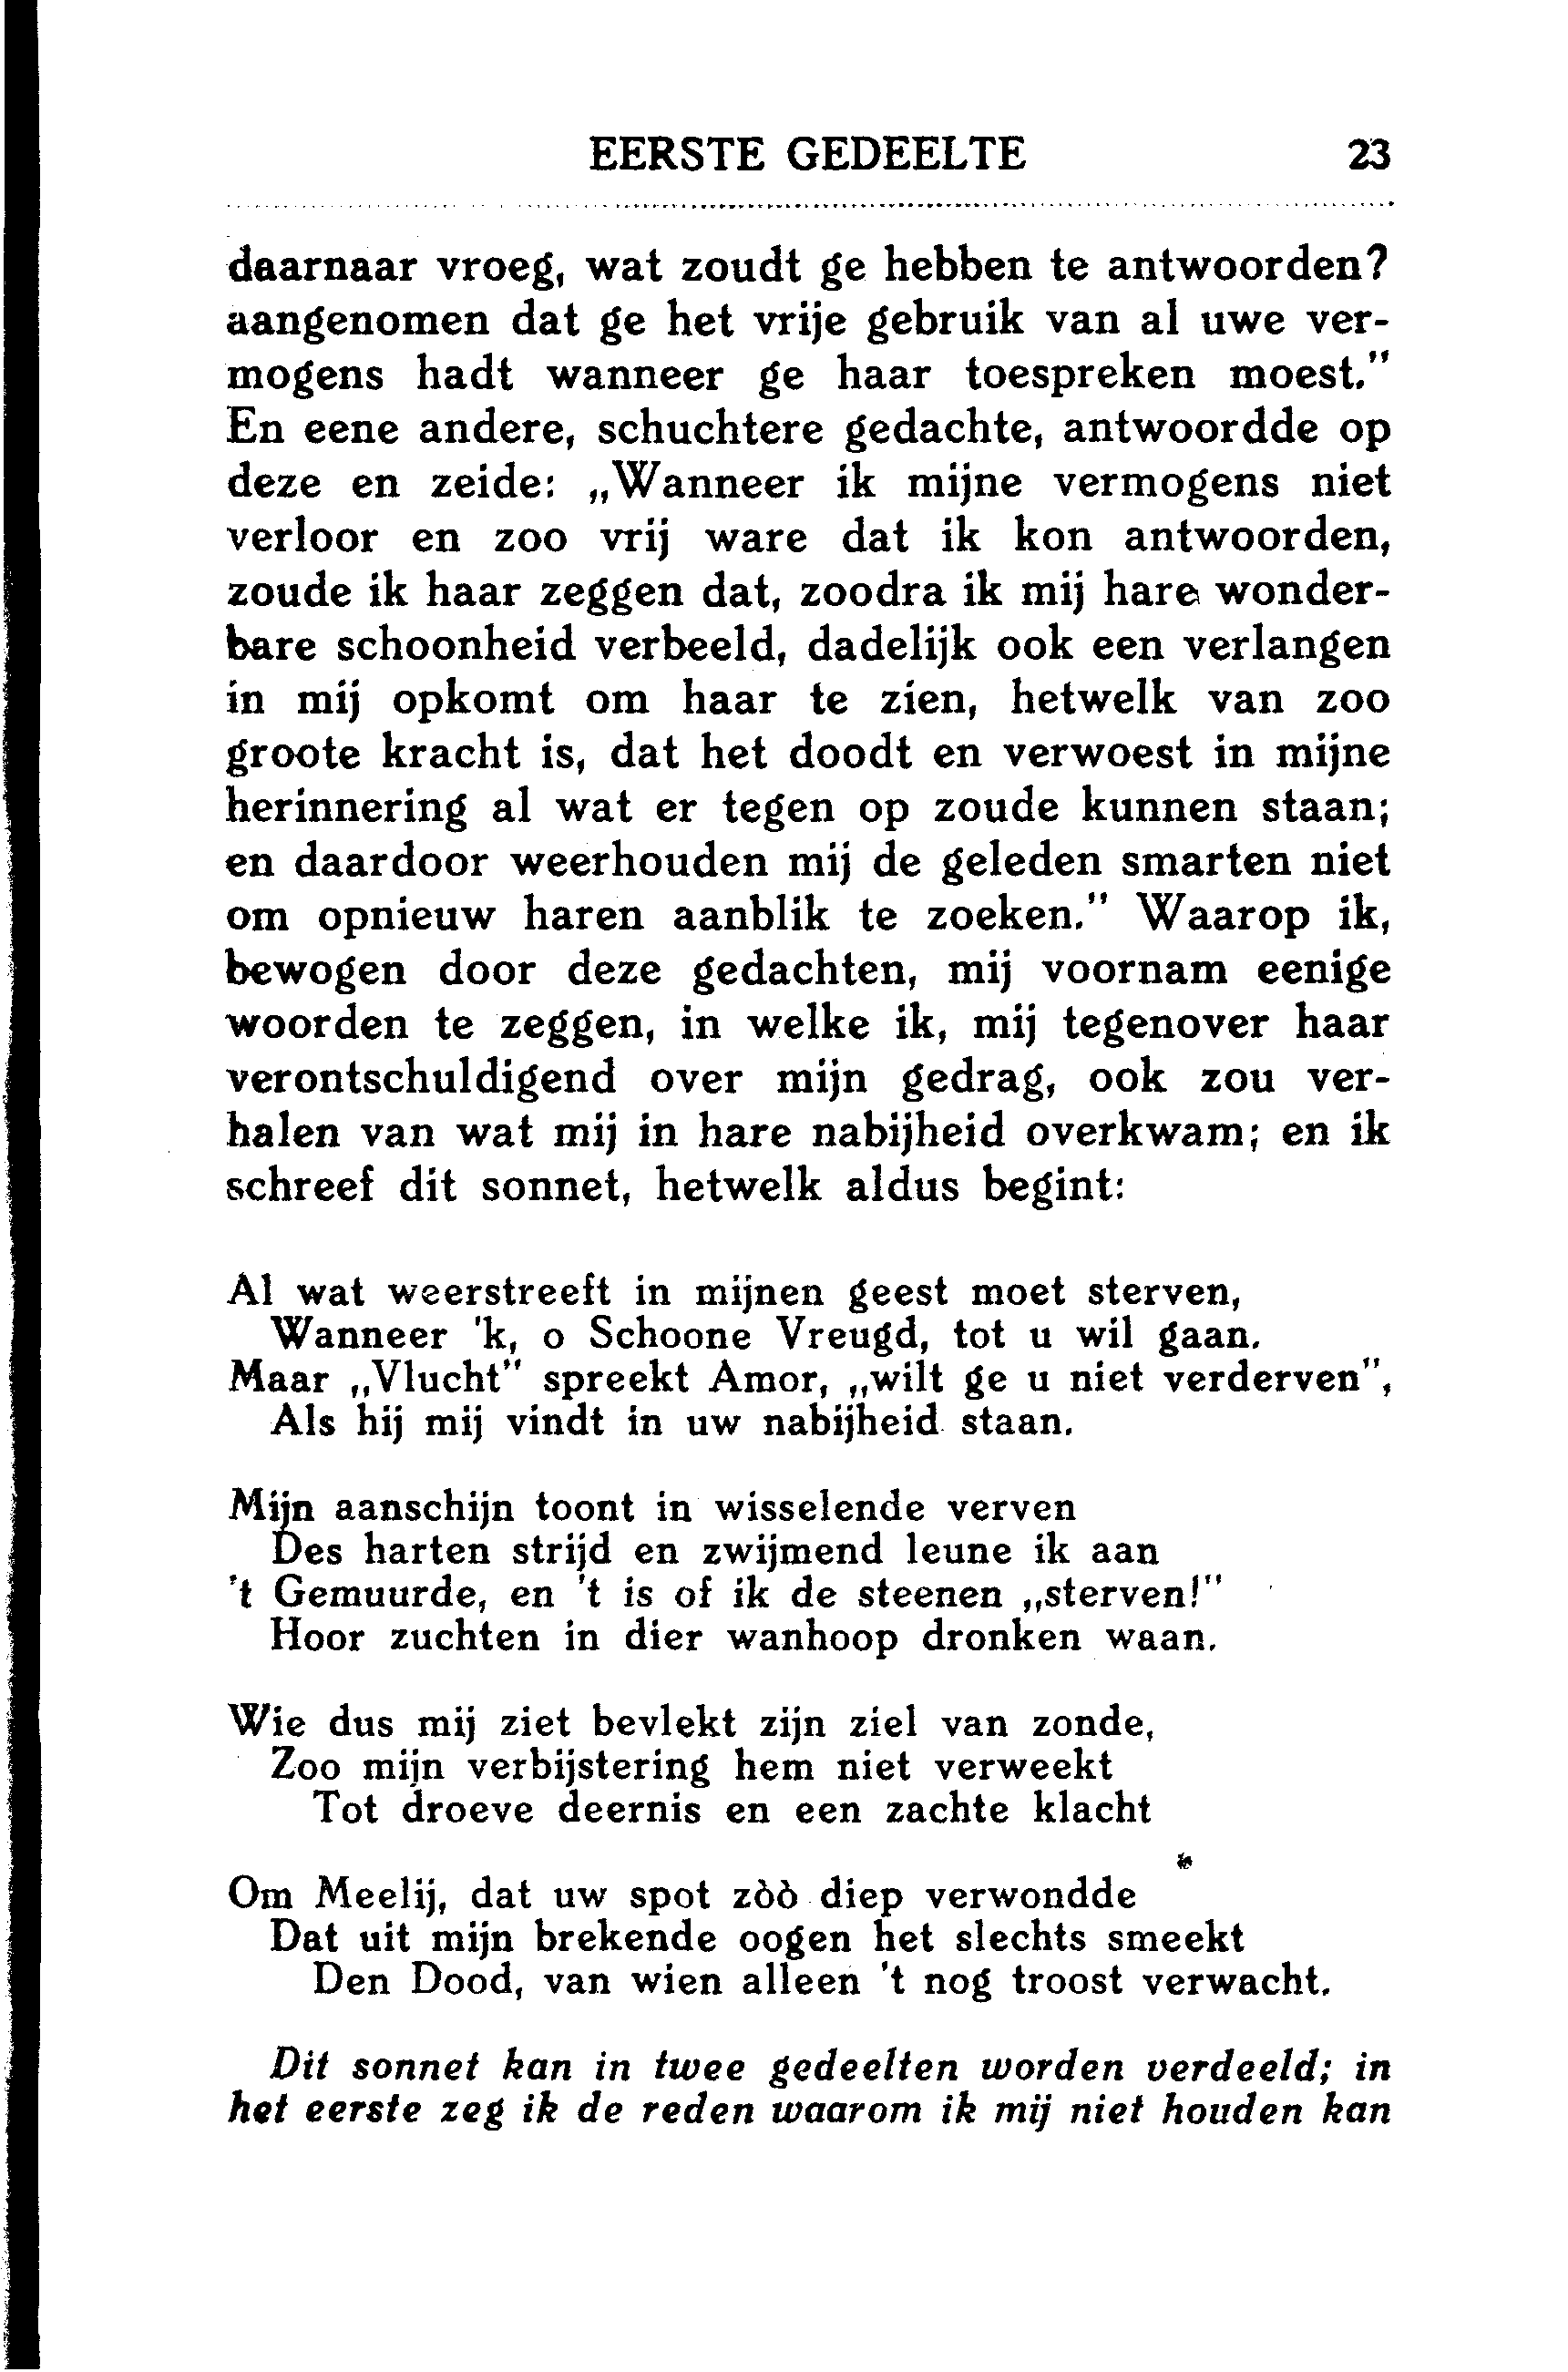 EERSTE GEDEELTE 23
daarnaar vroeg, wat zoudt ge hebben te antwoorden?
aangenomen dat ge het vrije gebruik van al uwe ver-
mogens hadt wanneer ge haar toespreken moest."
En eene andere, schuchtere gedachte, antwoordde op
deze en zeide: „Wanneer ik mijne vermogens niet
verloor en zoo vrij ware dat ik kon antwoorden,
zoude ik haar zeggen dat, zoodra ik mij hare wonder-
bare schoonheid verbeeld, dadelijk ook een verlangen
in mij opkomt om haar te zien, hetwelk van zoo
groote kracht is, dat het doodt en verwoest in mijne
herinnering al wat er tegen op zoude kunnen staan;
en daardoor weerhouden mij de geleden smarten niet
om opnieuw haren aanblik te zoeken." Waarop ik,
bewogen door deze gedachten, mij voornam eenige
woorden te zeggen, in welke ik, mij tegenover haar
verontschuldigend over mijn gedrag, ook zou ver-
halen van wat mij in hare nabijheid overkwam; en ik
schreef dit sonnet, hetwelk aldus begint:
Al wat weerstreeft in mijnen geest moet sterven,
Wanneer 'k, o Schoone Vreugd, tot u wil gaan.
Maar „Vlucht" spreekt Amor, „wilt ge u niet verderven",
Als hij mij vindt in uw nabijheid staan.
Mijn aanschijn toont in wisselende verven
Des harten strijd en zwijmend leune ik aan
't Gemuurde, en 't is of ik de steenen „sterven!"
Hoor zuchten in dier wanhoop dronken waan.
Wie dus mij ziet bevlekt zijn ziel van zonde,
Zoo mijn verbijstering hem niet verweekt
Tot droeve deernis en een zachte klacht
Om Meelij, dat uw spot zòò diep verwondde
Dat uit mijn brekende oogen het slechts smeekt
Den Dood, van wien alleen 't nog troost verwacht.
Dit sonnet kan in twee gedeelten worden verdeeld; in
het eerste zeg ik de reden waarom ik mij niet houden kan